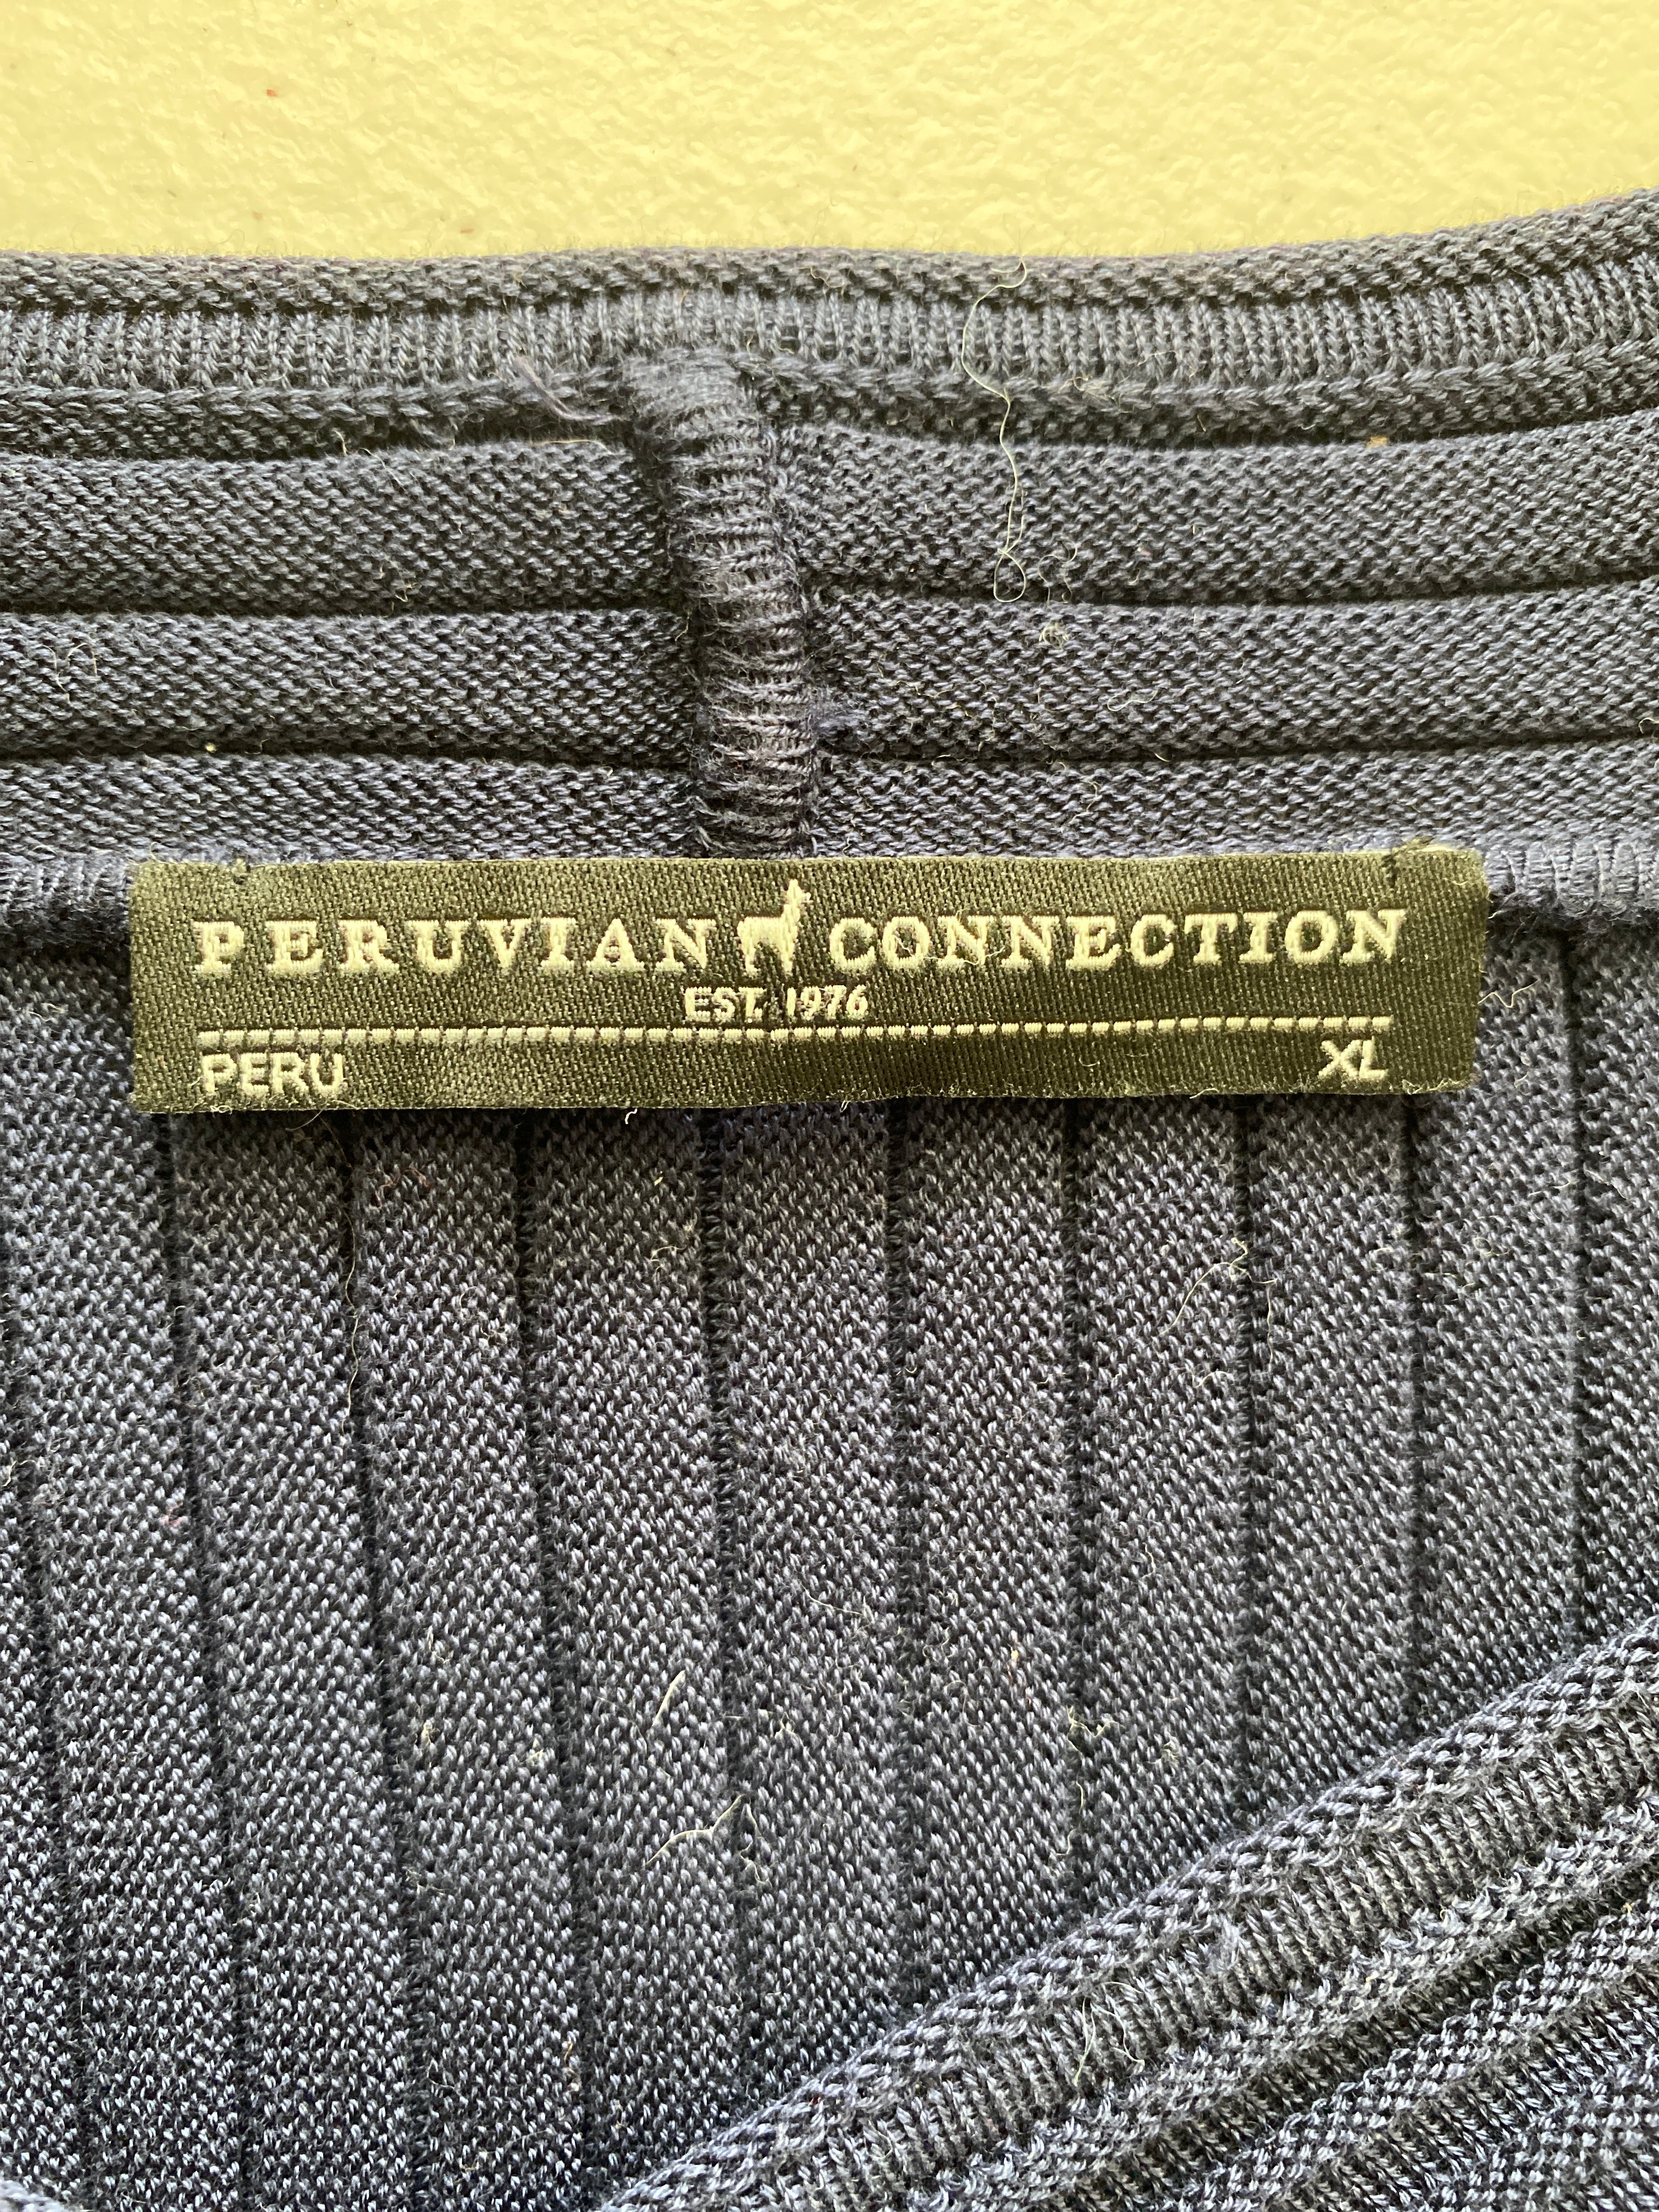 PERUVIAN CONNECTION
EST. 1976
PERU XL